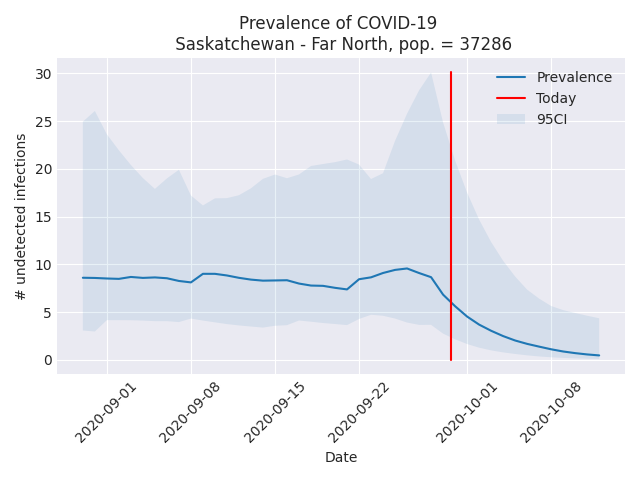 Prevalence of COVID-19
Saskatchewan - Far North, pop. = 37286
# undetected infections
30
25
20
15
10
5
0
Prevalence
Today
95CI
2020-09-01
2020-09-08
2020-09-15
2020-09-22
2020-10-01
2020-10-08
Date